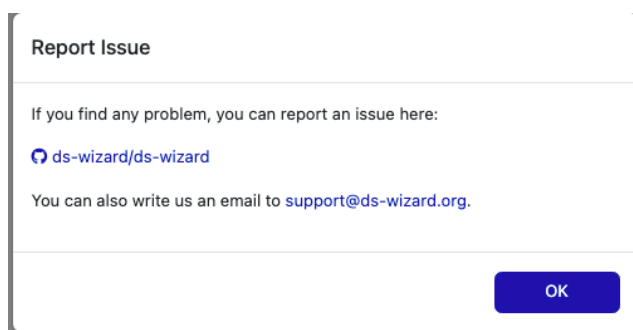 Report Issue
If you find any problem, you can report an issue here:
ds-wizard/ds-wizard
You can also write us an email to support@ds-wizard.org.
OK